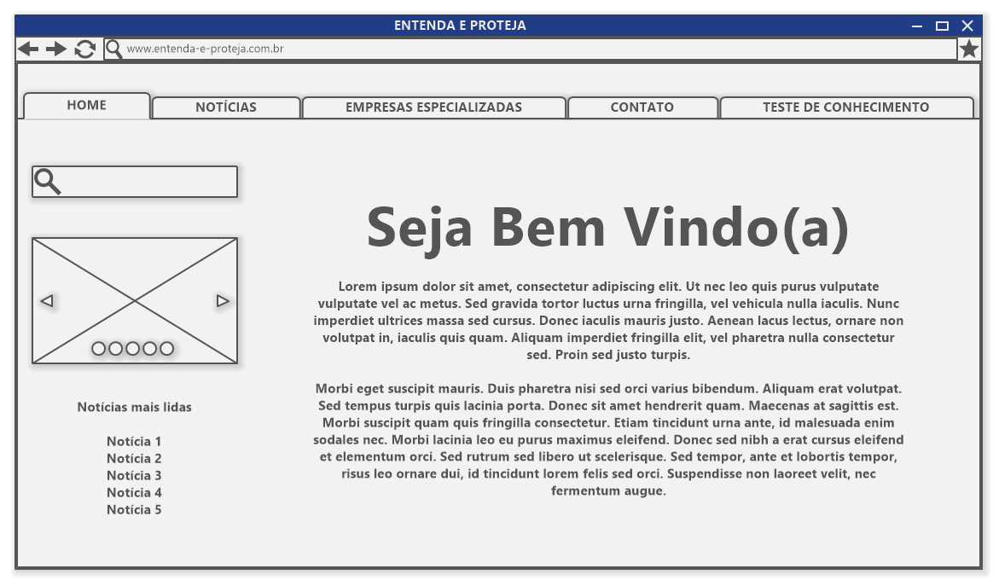 ENTENDA E PROTEJA
www.entenda-e-proteja.com.br
HOME
NOTÍCIAS
EMPRESAS ESPECIALIZADAS
CONTATO
TESTE DE CONHECIMENTO
Seja Bem Vindo(a)
Lorem ipsum dolor sit amet, consectetur adipiscing elit. Ut nec leo quis purus vulputate
vulputate vel ac metus. Sed gravida tortor luctus urna fringilla, vel vehicula nulla iaculis. Nunc
imperdiet ultrices massa sed cursus. Donec iaculis mauris justo. Aenean lacus lectus, ornare non
volutpat in, iaculis quis quam. Aliquam imperdiet fringilla elit, vel pharetra nulla consectetur
sed. Proin sed justo turpis.
Morbi eget suscipit mauris. Duis pharetra nisi sed orci varius bibendum. Aliquam erat volutpat.
Sed tempus turpis quis lacinia porta. Donec sit amet hendrerit quam. Maecenas at sagittis est.
Morbi suscipit quam quis fringilla consectetur. Etiam tincidunt urna ante, id malesuada enim
sodales nec. Morbi lacinia leo eu purus maximus eleifend. Donec sed nibh a erat cursus eleifend
et elementum orci. Sed rutrum sed libero ut scelerisque. Sed tempor, ante et lobortis tempor,
risus leo ornare dui, id tincidunt lorem felis sed orci. Suspendisse non laoreet velit, nec
fermentum augue.
Notícias mais lidas
Notícia 1
Notícia 2
Notícia 3
Notícia 4
Notícia 5